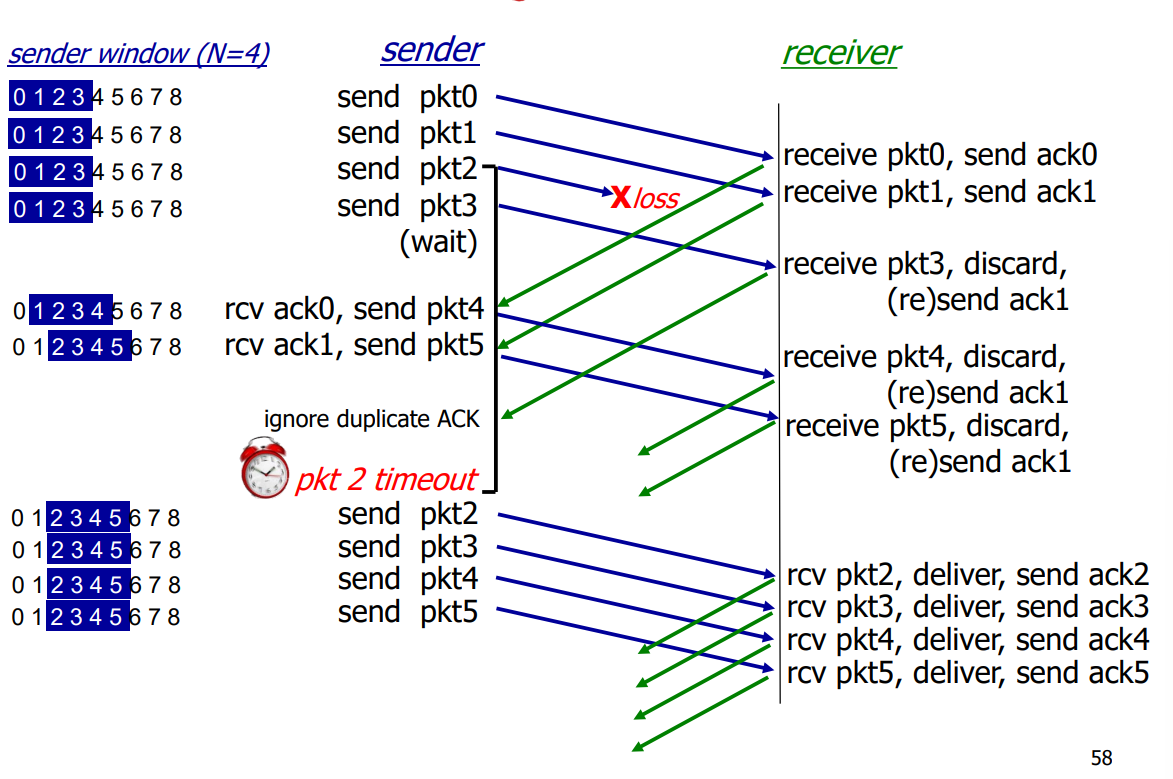 sender window (N=4) sender receiver
0 1 2 3 4 5 6 7 8 send pkt0
0 1 2 3 4 5 6 7 8 send pkt1
0 1 2 3 4 5 6 7 8 send pkt2
0 1 2 3 4 5 6 7 8 send pkt3
(wait)
X loss
receive pkt0, send ack0
receive pkt1, send ack1
receive pkt3, discard,
(re)send ack1
0 1 2 3 4 5 6 7 8 rcv ack0, send pkt4
0 1 2 3 4 5 6 7 8 rcv ack1, send pkt5
receive pkt4, discard,
(re)send ack1
ignore duplicate ACK
receive pkt5, discard,
(re)send ack1
pkt 2 timeout
0 1 2 3 4 5 6 7 8 send pkt2
0 1 2 3 4 5 6 7 8 send pkt3
0 1 2 3 4 5 6 7 8 send pkt4
0 1 2 3 4 5 6 7 8 send pkt5
rcv pkt2, deliver, send ack2
rcv pkt3, deliver, send ack3
rcv pkt4, deliver, send ack4
rcv pkt5, deliver, send ack5
58